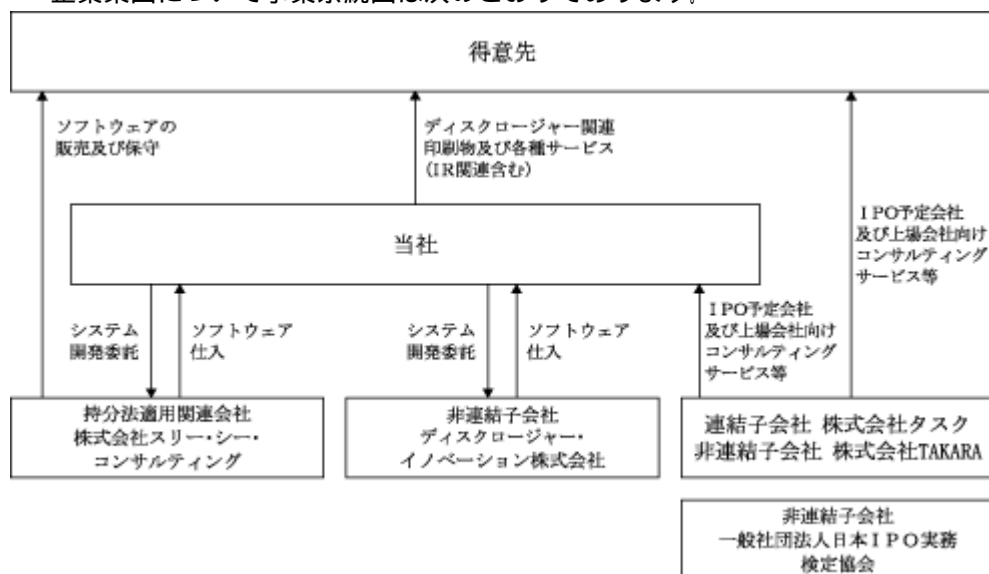 企業集団について事業系統図は次のとおりであります。
得意先
ソフトウェアの
販売及び保守
ディスクロージャー関連
印刷物及び各種サービス
(IR関連含む)
IPO予定会社
及び上場会社向け
コンサルティング
サービス等
当社
システム
開発委託
ソフトウェア
仕入
システム
開発委託
ソフトウェア
仕入
IPO予定会社
及び上場会社向け
コンサルティング
サービス等
持分法適用関連会社
株式会社スリー・シー・
コンサルティング
非連結子会社
ディスクロージャー・
イノベーション株式会社
連結子会社 株式会社タスク
非連結子会社 株式会社TAKARA
非連結子会社
一般社団法人日本IPO実務
検定協会